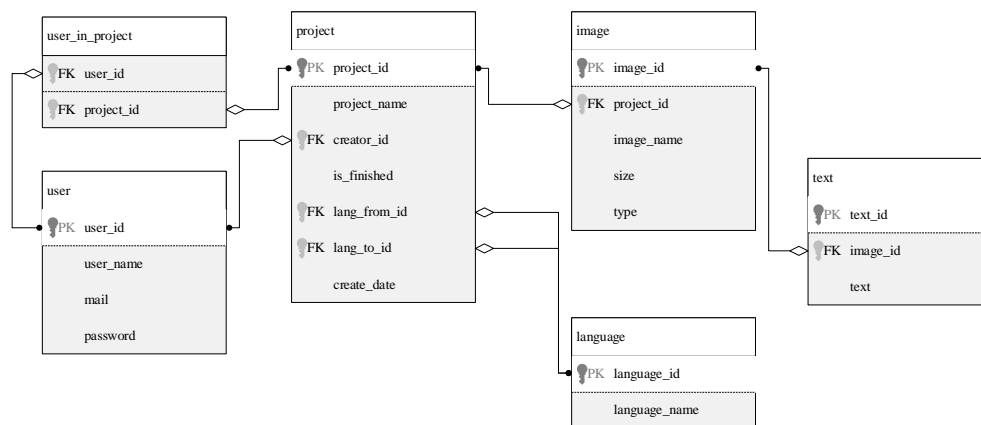 user_in_project
FK user_id
FK project_id
user
PK user_id
user_name
mail
password
project
PK project_id
project_name
FK creator_id
is_finished
FK lang_from_id
FK lang_to_id
create_date
image
PK image_id
FK project_id
image_name
size
type
language
PK language_id
language_name
text
PK text_id
FK image_id
text